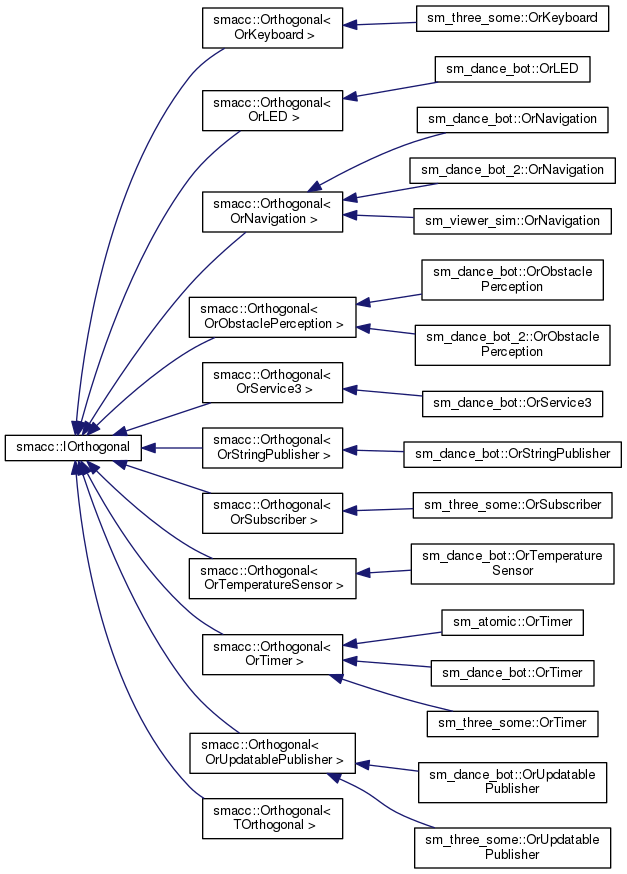 smacc::IOrthogonal
smacc::Orthogonal<
OrKeyboard >
sm_three_some::OrKeyboard
smacc::Orthogonal<
OrLED >
sm_dance_bot::OrLED
smacc::Orthogonal<
OrNavigation >
sm_dance_bot::OrNavigation
sm_dance_bot_2::OrNavigation
sm_viewer_sim::OrNavigation
smacc::Orthogonal<
OrObstaclePerception >
sm_dance_bot::OrObstacle
Perception
sm_dance_bot_2::OrObstacle
Perception
smacc::Orthogonal<
OrService3 >
sm_dance_bot::OrService3
smacc::Orthogonal<
OrStringPublisher >
sm_dance_bot::OrStringPublisher
smacc::Orthogonal<
OrSubscriber >
sm_three_some::OrSubscriber
smacc::Orthogonal<
OrTemperatureSensor >
sm_dance_bot::OrTemperature
Sensor
smacc::Orthogonal<
OrTimer >
sm_atomic::OrTimer
sm_dance_bot::OrTimer
sm_three_some::OrTimer
smacc::Orthogonal<
OrUpdatablePublisher >
sm_dance_bot::OrUpdatable
Publisher
sm_three_some::OrUpdatable
Publisher
smacc::Orthogonal<
TOrthogonal >